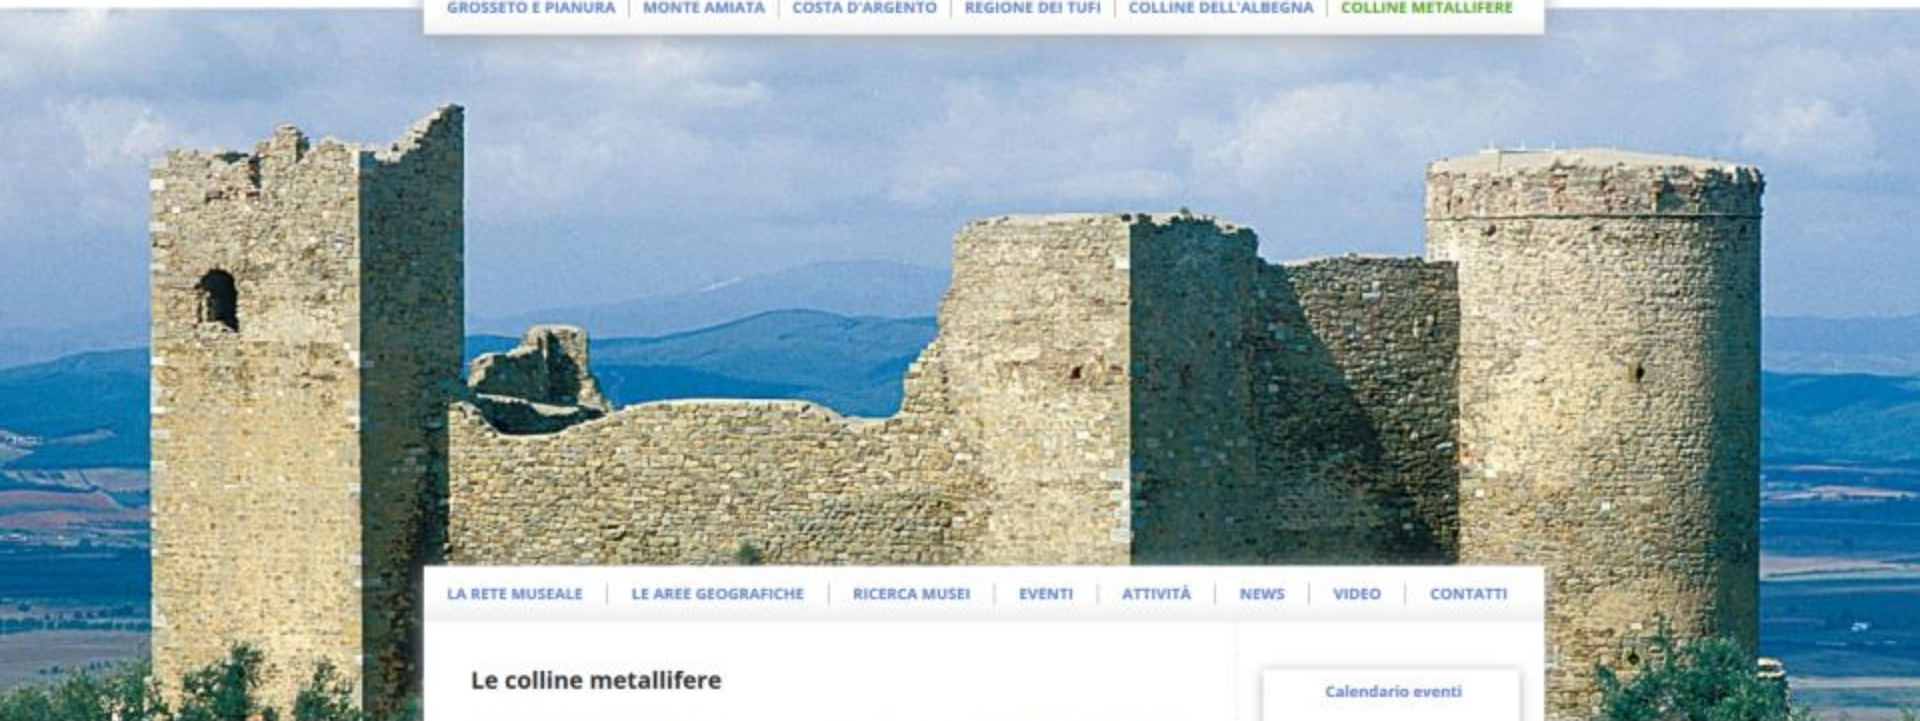 GROSSETO E PIANURA | MONTE AMIATA | COSTA D'ARGENTO | REGIONE DEI TUFI | COLLINE DELL'ALBEGNA | COLLINE METALLIFERE
LA RETE MUSEALE | LE AREE GEOGRAFICHE | RICERCA MUSEI | EVENTI | ATTIVITÀ | NEWS | VIDEO | CONTATTI
Le colline metallifere
Calendario eventi